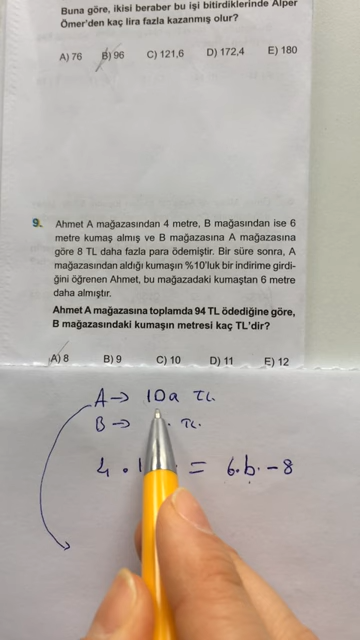 Buna göre, ikisi beraber bu işi bitirdiklerinde Alper
Ömer'den kaç lira fazla kazanmış olur?
A) 76 B) 96 C) 121,6 D) 172,4 E) 180
9. Ahmet A mağazasından 4 metre, B mağasından ise 6
metre kumaş almış ve B mağazasına A mağazasına
göre 8 TL daha fazla para ödemiştir. Bir süre sonra, A
mağazasından aldığı kumaşın %10'luk bir indirime girdi-
ğini öğrenen Ahmet, bu mağazadaki kumaştan 6 metre
daha almıştır.
Ahmet A mağazasına toplamda 94 TL ödediğine göre,
B mağazasındaki kumaşın metresi kaç TL'dir?
A) 8 B) 9 C) 10 D) 11 E) 12
A → 10a TL.
B → TL.
4 . 1 = 6.b. - 8